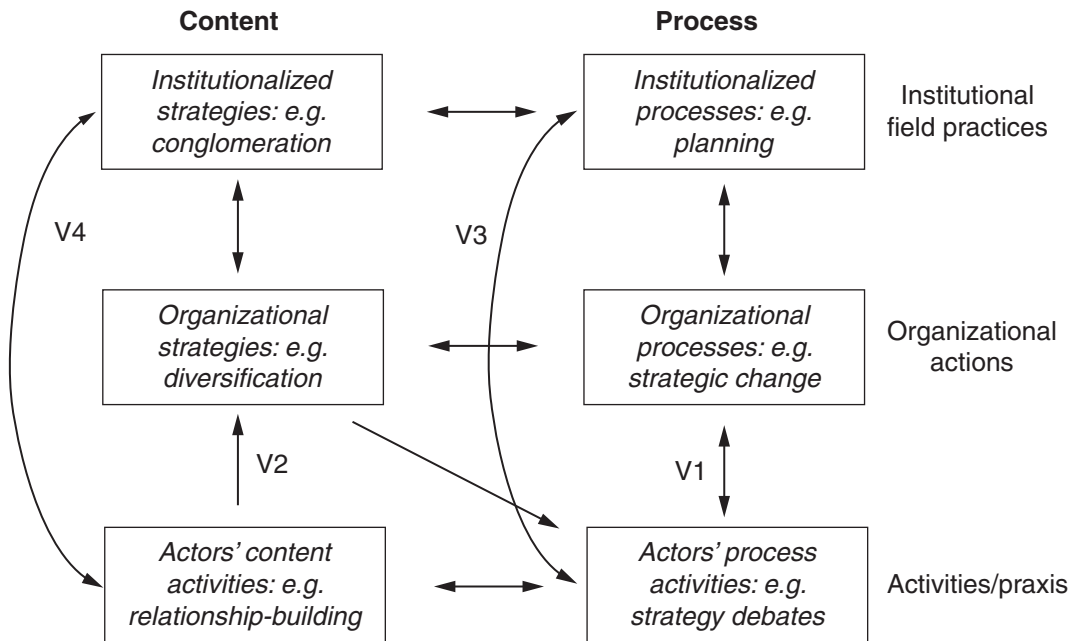 Content
Process
Institutionalized
strategies: e.g.
conglomeration
Institutionalized
processes: e.g.
planning
Institutional
field practices
V4
V3
Organizational
strategies: e.g.
diversification
Organizational
processes: e.g.
strategic change
Organizational
actions
V2
V1
Actors’ content
activities: e.g.
relationship-building
Actors’ process
activities: e.g.
strategy debates
Activities/praxis